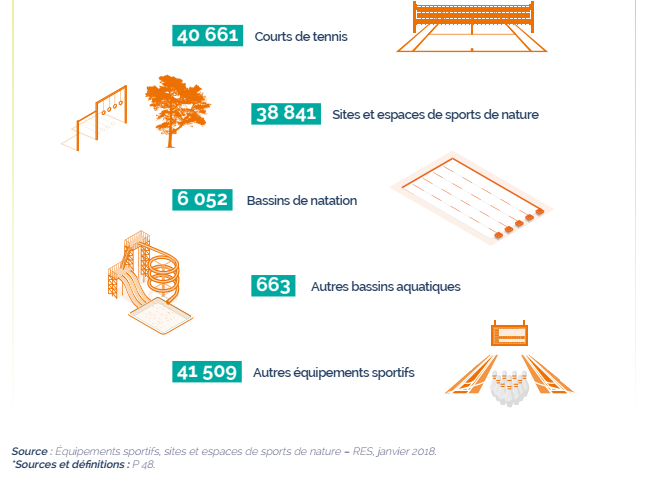 40 661 Courts de tennis
38 841 Sites et espaces de sports de nature
6 052 Bassins de natation
663 Autres bassins aquatiques
41 509 Autres équipements sportifs
Source : Équipements sportifs, sites et espaces de sports de nature – RES, janvier 2018.
*Sources et définitions : P 48.